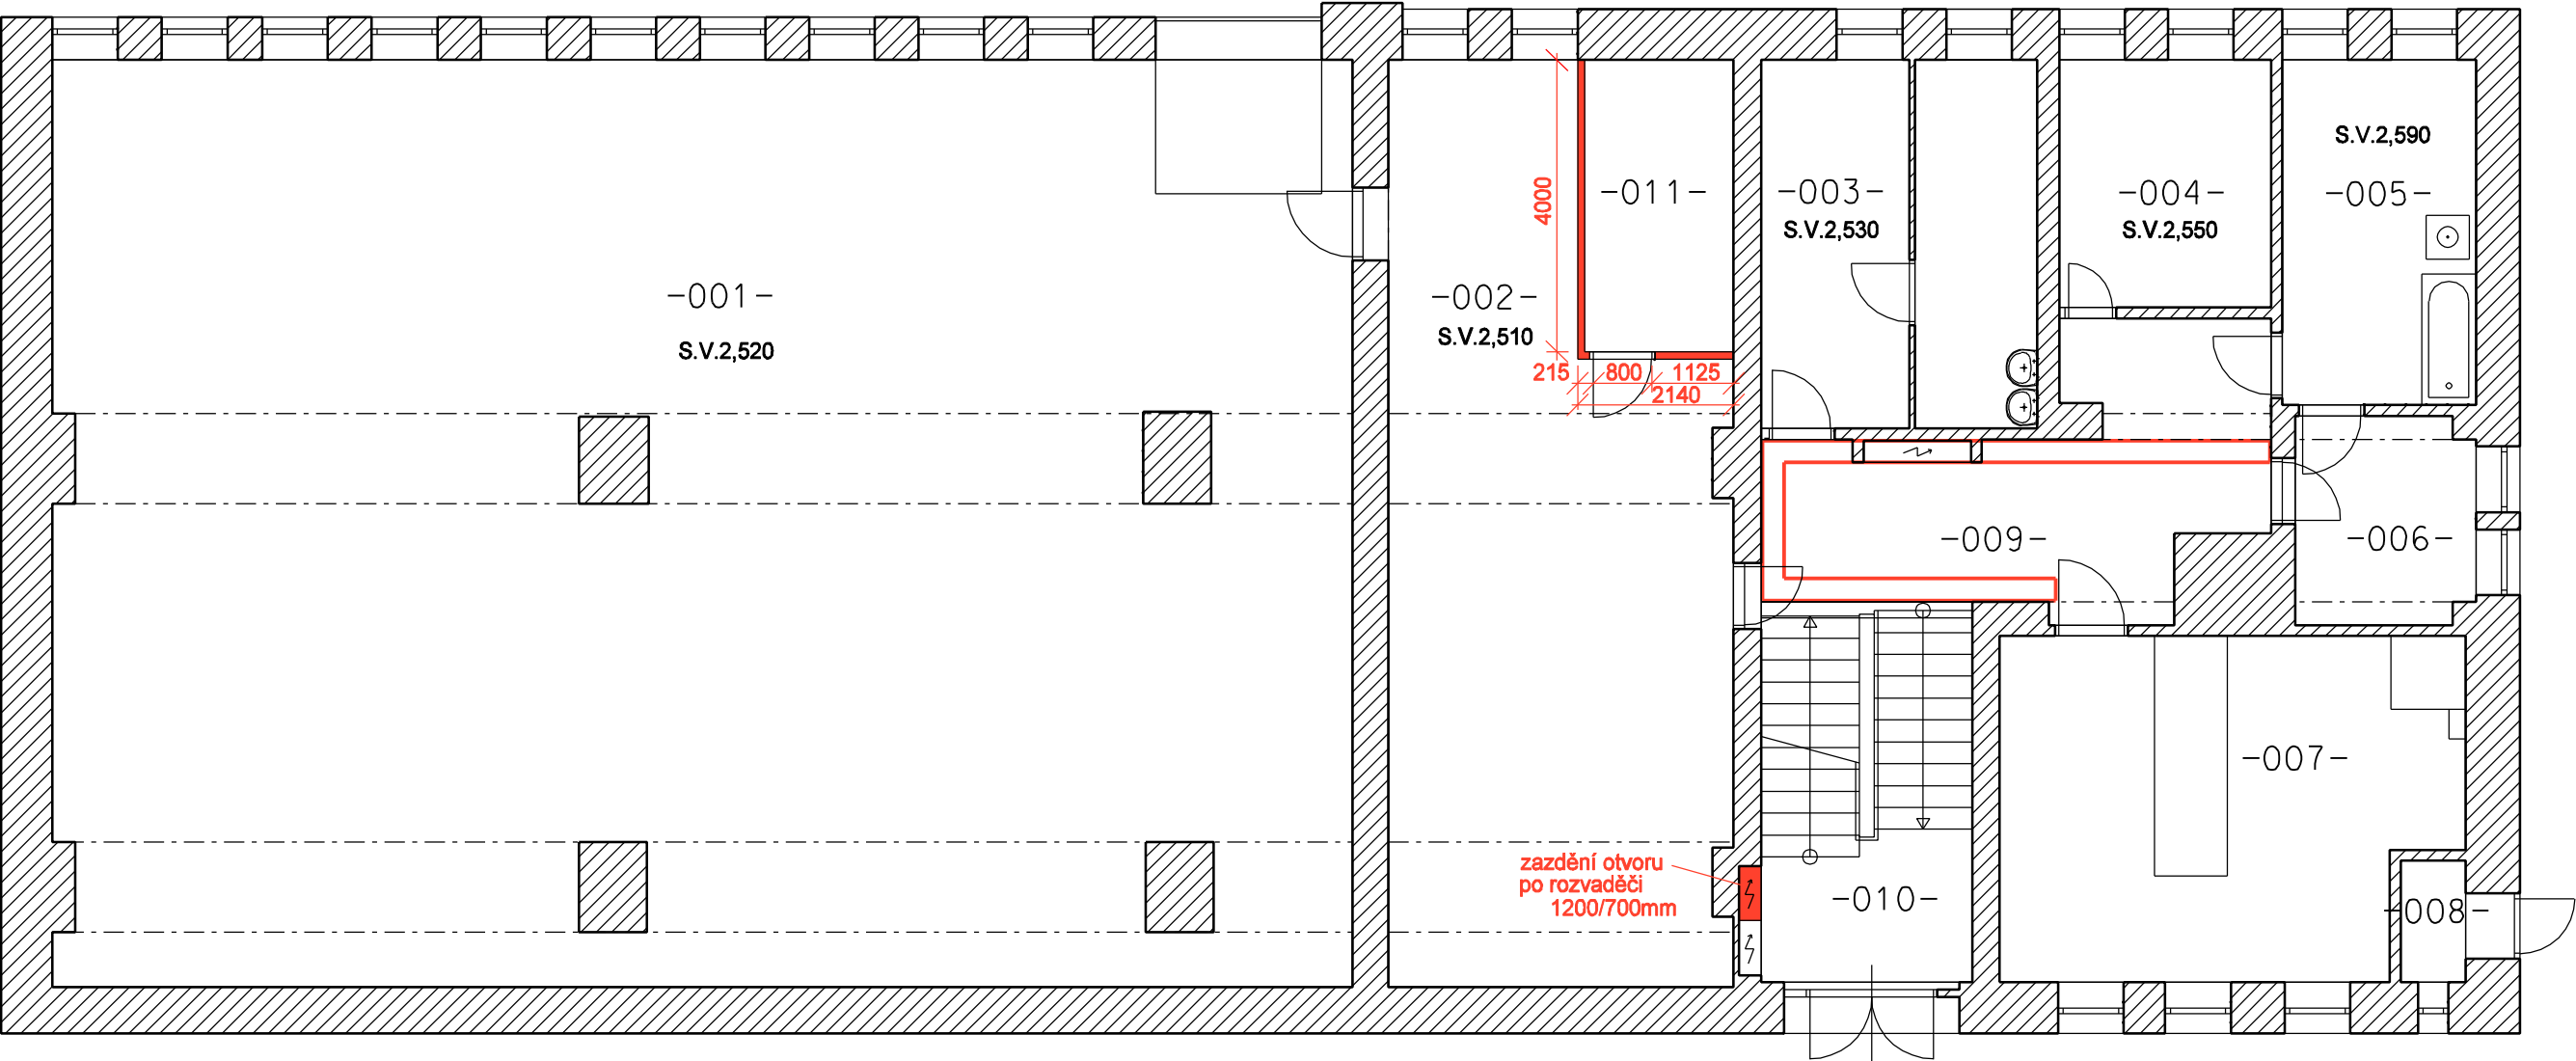 S.V.2,590
-011-
-003-
-004-
-005-
4000
S.V.2,530
S.V.2,550
-001-
-002-
S.V.2,520
S.V.2,510
215
800
1125
2140
-009-
-006-
-007-
zazdění otvoru
po rozvaděči
1200/700mm
-010-
-008-